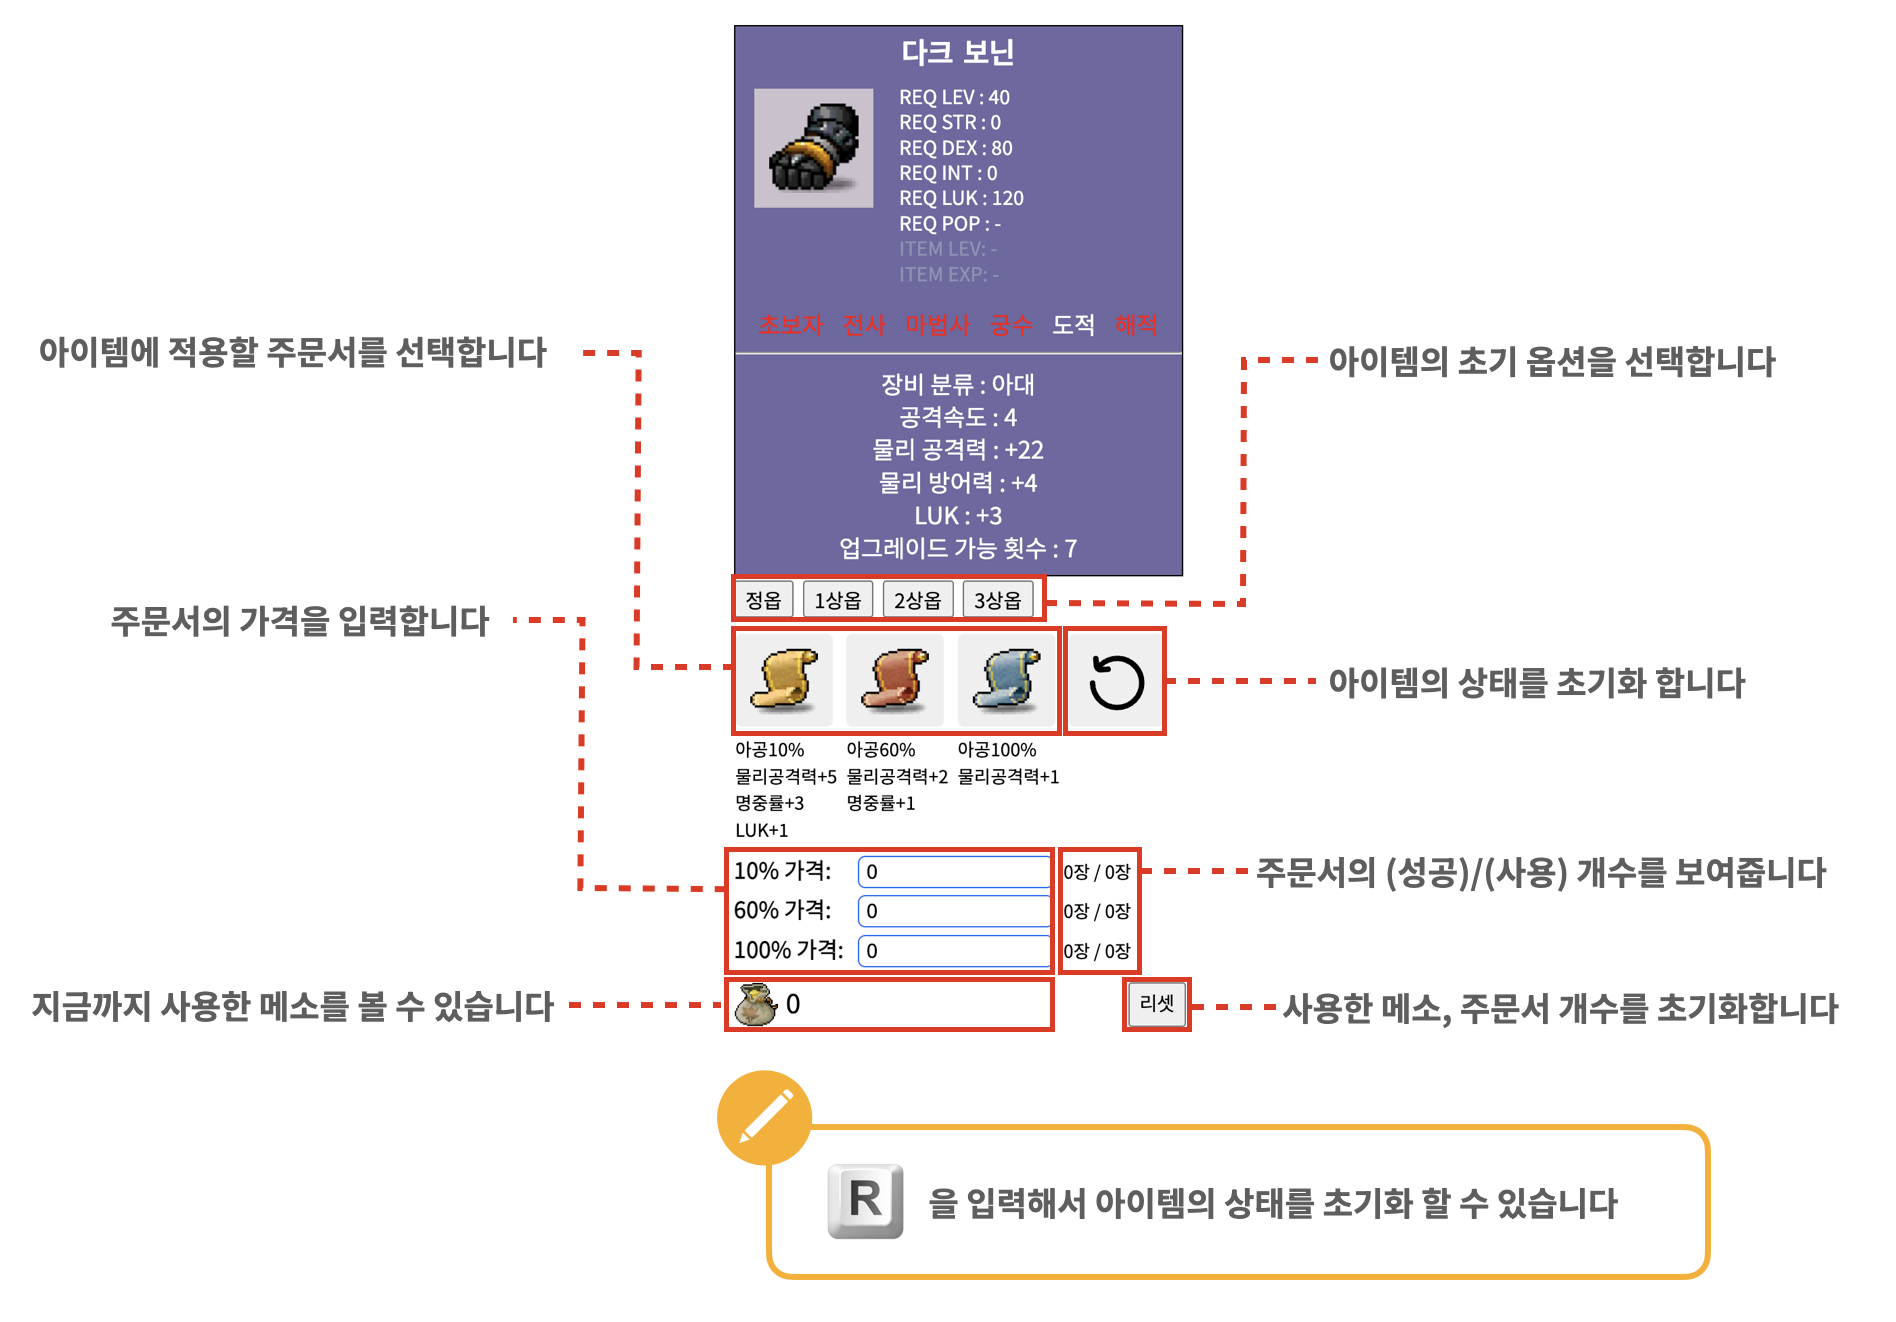 다크 보닌
REQ LEV : 40
REQ STR : 0
REQ DEX : 80
REQ INT : 0
REQ LUK : 120
REQ POP : -
ITEM LEV: -
ITEM EXP: -
초보자 전사 마법사 궁수 도적 해적
아이템에 적용할 주문서를 선택합니다
아이템의 초기 옵션을 선택합니다
장비 분류 : 아대
공격속도 : 4
물리 공격력 : +22
물리 방어력 : +4
LUK : +3
업그레이드 가능 횟수 : 7
정옵 1상옵 2상옵 3상옵
주문서의 가격을 입력합니다
아이템의 상태를 초기화 합니다
아공10% 아공60% 아공100%
물리공격력+5 물리공격력+2 물리공격력+1
명중률+3 명중률+1
LUK+1
10% 가격: 0 0장 / 0장
주문서의 (성공)/(사용) 개수를 보여줍니다
60% 가격: 0 0장 / 0장
100% 가격: 0 0장 / 0장
지금까지 사용한 메소를 볼 수 있습니다
0
리셋
사용한 메소, 주문서 개수를 초기화합니다
R 을 입력해서 아이템의 상태를 초기화 할 수 있습니다